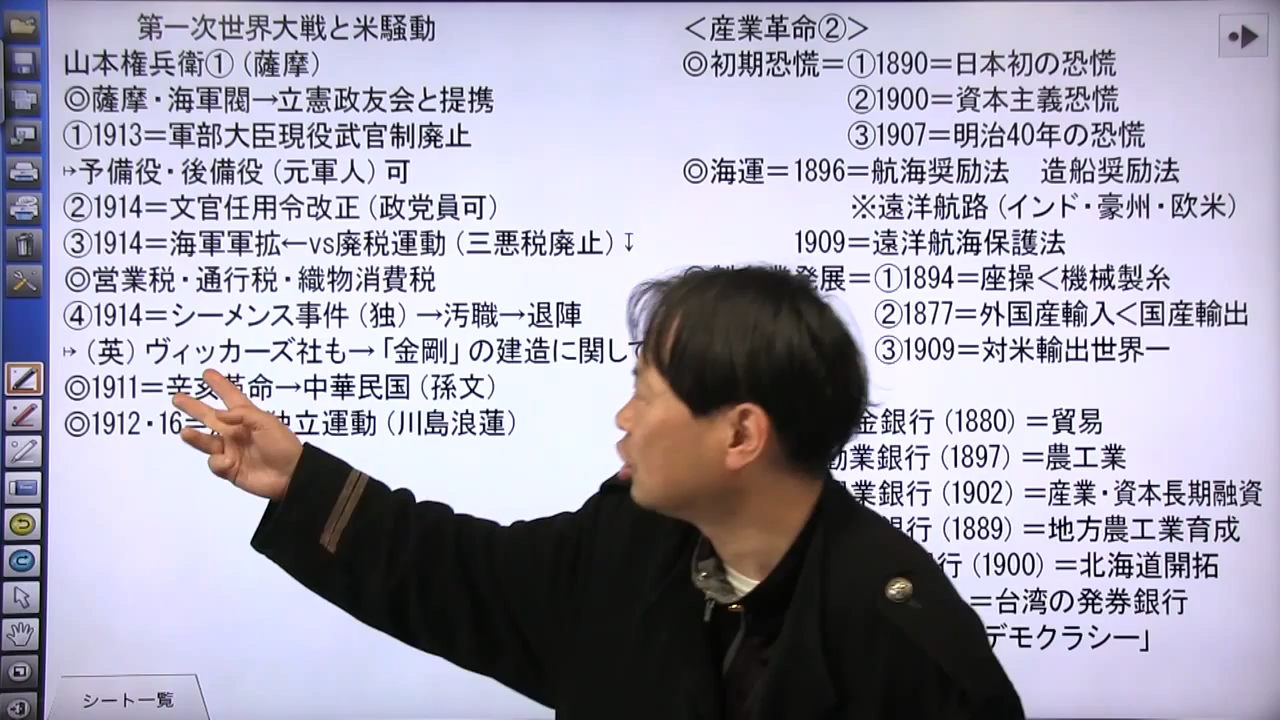 第一次世界大戦と米騒動
山本権兵衛①(薩摩)
◎薩摩・海軍閥→立憲政友会と提携
①1913=軍部大臣現役武官制廃止
↦予備役・後備役(元軍人)可
②1914=文官任用令改正(政党員可)
③1914=海軍軍拡←vs廃税運動(三悪税廃止)↧
◎営業税・通行税・織物消費税
④1914=シーメンス事件(独)→汚職→退陣
↦(英)ヴィッカーズ社も→「金剛」の建造に関して
◎1911=辛亥革命→中華民国(孫文)
◎1912・16= 独立運動(川島浪蓮)
シート一覧
<産業革命②>
◎初期恐慌=①1890=日本初の恐慌
②1900=資本主義恐慌
③1907=明治40年の恐慌
◎海運=1896=航海奨励法 造船奨励法
※遠洋航路(インド・豪州・欧米)
1909=遠洋航海保護法
発展=①1894=座操<機械製糸
②1877=外国産輸入<国産輸出
③1909=対米輸出世界一
金銀行(1880)=貿易
勧業銀行(1897)=農工業
業銀行(1902)=産業・資本長期融資
銀行(1889)=地方農工業育成
行(1900)=北海道開拓
=台湾の発券銀行
デモクラシー」